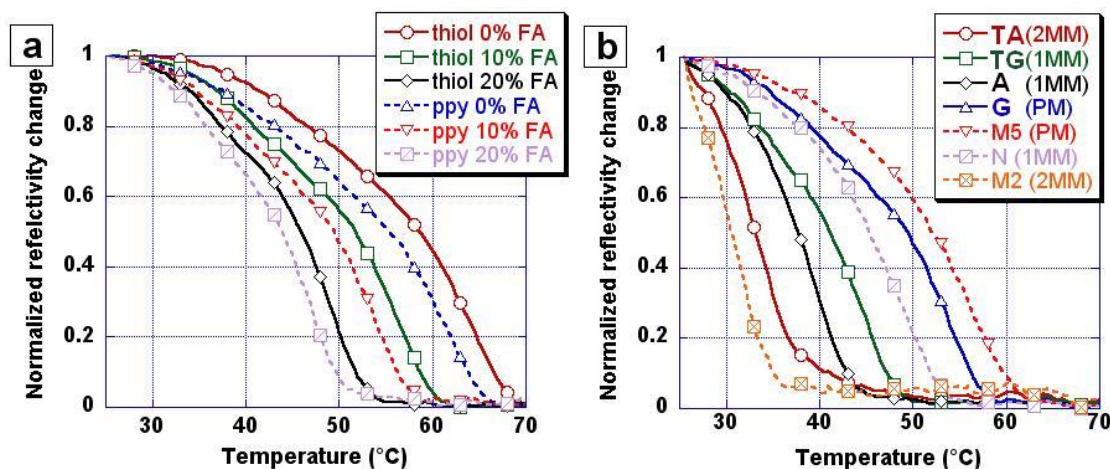 a
thiol 0% FA
thiol 10% FA
thiol 20% FA
ppy 0% FA
ppy 10% FA
ppy 20% FA
Normalized refelctivity change
1
0.8
0.6
0.4
0.2
0
30 40 50 60 70
Temperature (°C)
b
TA (2MM)
TG (1MM)
A (1MM)
G (PM)
M5 (PM)
N (1MM)
M2 (2MM)
Normalized reflectivity change
1
0.8
0.6
0.4
0.2
0
30 40 50 60 70
Temperature (°C)